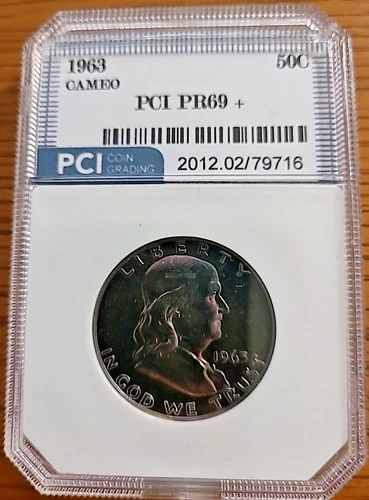 1963 50C
CAMEO
PCI PR69 +
PCI COIN GRADING
2012.02/79716
LIBERTY
1963
IN GOD WE TRUST